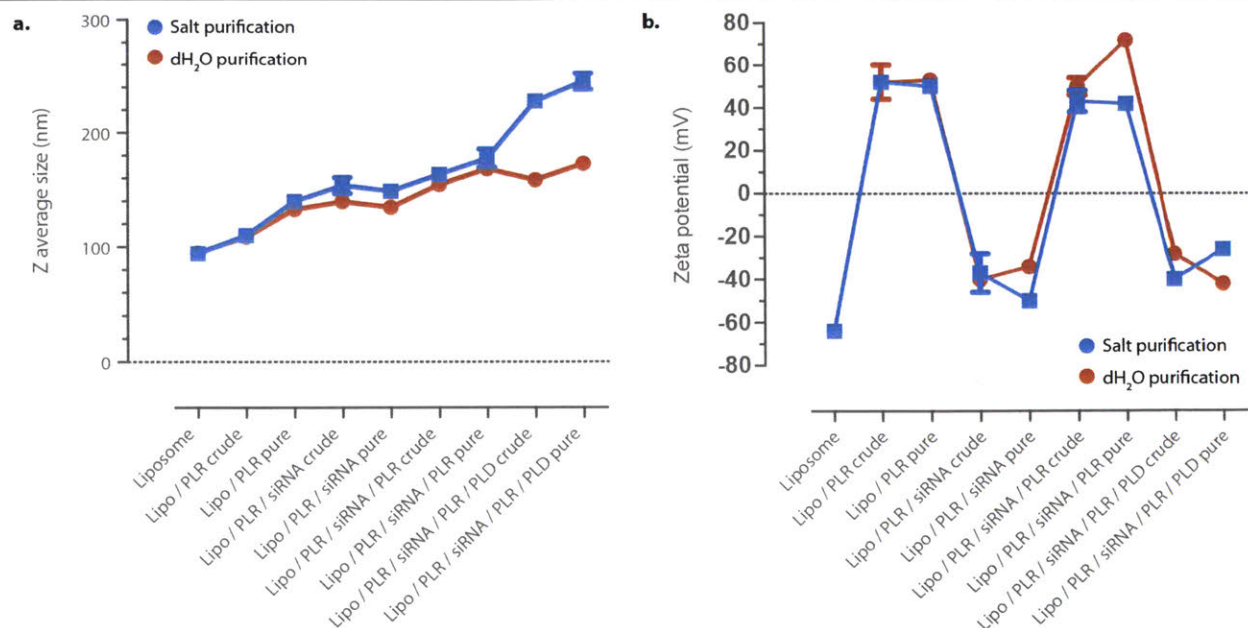 a.
Z average size (nm)
300
200
100
0
Salt purification
dH₂O purification
Liposome
Lipo / PLR crude
Lipo / PLR pure
Lipo / PLR / siRNA crude
Lipo / PLR / siRNA pure
Lipo / PLR / siRNA / PLR crude
Lipo / PLR / siRNA / PLR pure
Lipo / PLR / siRNA / PLR / PLD crude
Lipo / PLR / siRNA / PLR / PLD pure
b.
Zeta potential (mV)
80
60
40
20
0
-20
-40
-60
-80
Salt purification
dH₂O purification
Liposome
Lipo / PLR crude
Lipo / PLR pure
Lipo / PLR / siRNA crude
Lipo / PLR / siRNA pure
Lipo / PLR / siRNA / PLR crude
Lipo / PLR / siRNA / PLR pure
Lipo / PLR / siRNA / PLR / PLD crude
Lipo / PLR / siRNA / PLR / PLD pure